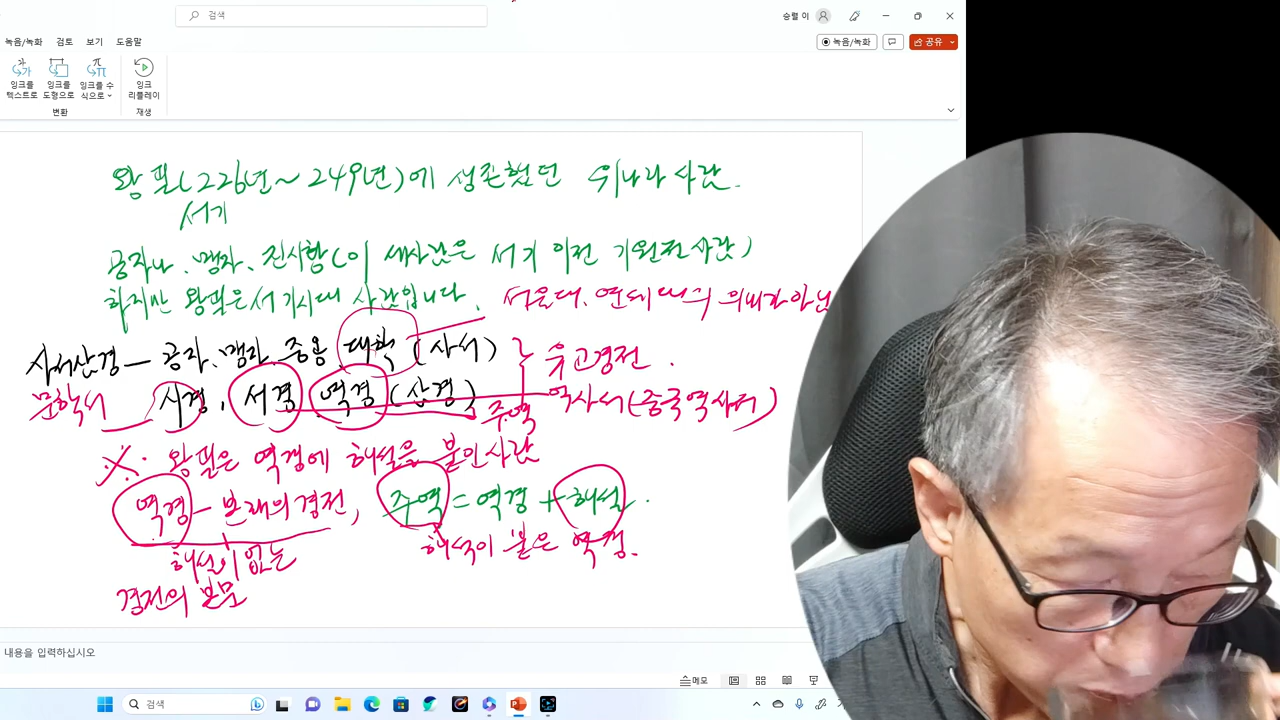 검색
승렬 이
녹음/녹화 검토 보기 도움말
녹음/녹화 공유
잉크를 텍스트로 잉크를 도형으로 잉크를 수식으로 잉크 리플레이
변환 재생
왕필(226년~249년)에 생존했던 위나라 사람.
서기
공자나, 맹자, 진시황(이 세사람은 서기 이전 기원전사람)
하지만 왕필은 서기시대 사람입니다. 서울대, 연세대의 의미가 아님
사서삼경 - 공자, 맹자, 중용, 대학 (사서) } 유교경전.
문학서 시경, 서경 역경 (삼경) 역사서(중국역사서)
주역
※. 왕필은 역경에 해설을 붙인사람
역경 - 본래의 경전, 주역 = 역경 + 해석.
해석이 없는 해석이 붙은 역경.
경전의 본문
내용을 입력하십시오
메모
검색